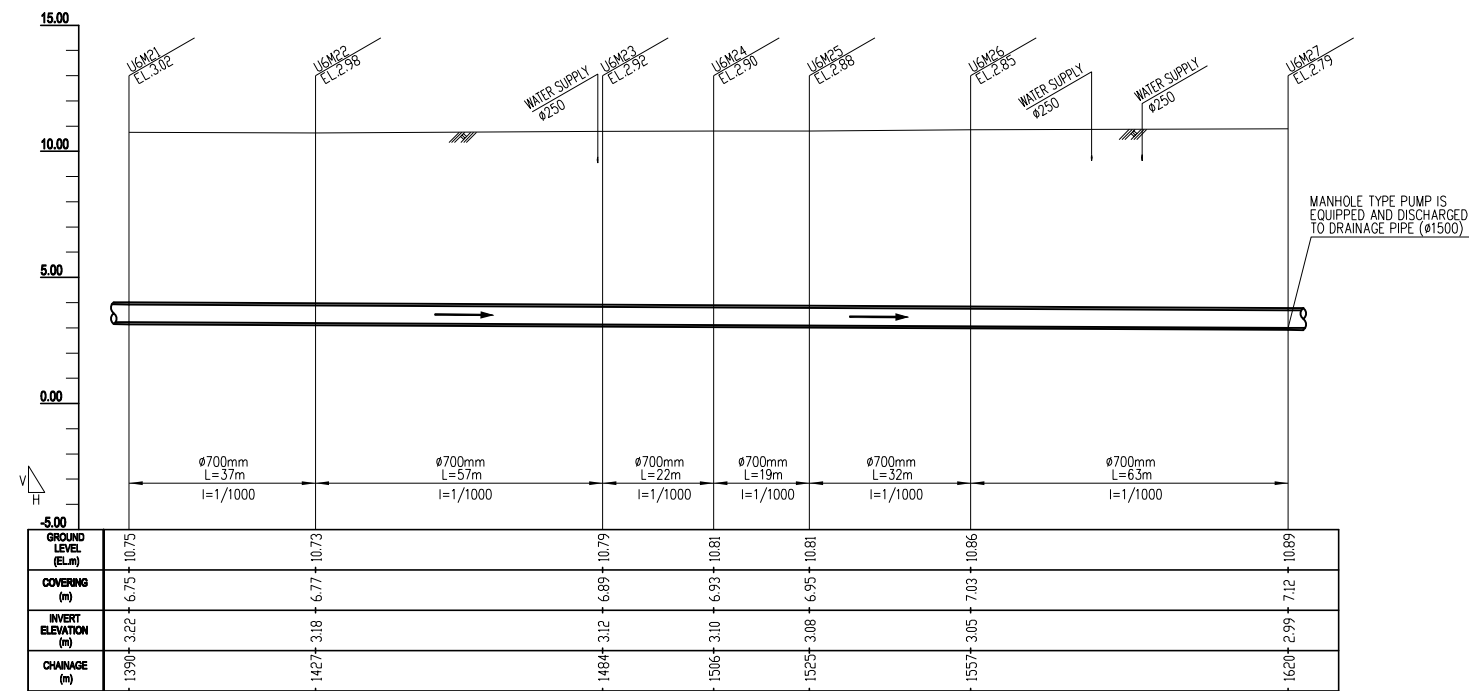 15.00
10.00
5.00
0.00
-5.00
U6M21
EL.3.02
U6M22
EL.2.98
WATER SUPPLY
ø250
U6M23
EL.2.92
U6M24
EL.2.90
U6M25
EL.2.88
U6M26
EL.2.85
WATER SUPPLY
ø250
WATER SUPPLY
ø250
U6M27
EL.2.79
MANHOLE TYPE PUMP IS
EQUIPPED AND DISCHARGED
TO DRAINAGE PIPE (ø1500)
V
H
ø700mm
L=37m
I=1/1000
ø700mm
L=57m
I=1/1000
ø700mm
L=22m
I=1/1000
ø700mm
L=19m
I=1/1000
ø700mm
L=32m
I=1/1000
ø700mm
L=63m
I=1/1000
GROUND
LEVEL
(EL.m)
10.75 10.73 10.79 10.81 10.81 10.86 10.89
COVERING
(m)
6.75 6.77 6.89 6.93 6.95 7.03 7.12
INVERT
ELEVATION
(m)
3.22 3.18 3.12 3.10 3.08 3.05 2.99
CHAINAGE
(m)
1390 1427 1484 1506 1525 1557 1620